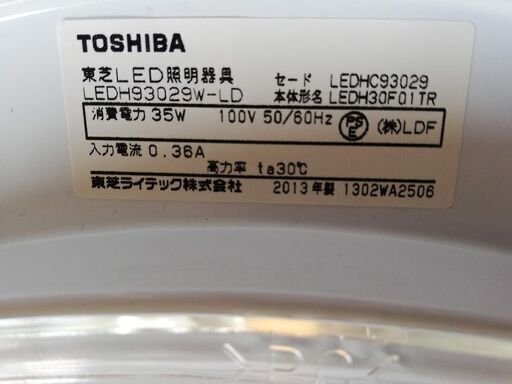 TOSHIBA
東芝LED照明器具 セード LEDHC93029
LEDH93029W-LD 本体形名 LEDH30F01TR
消費電力 35W 100V 50/60Hz PSE (株)LDF
入力電流 0.36A
高力率 ta30℃
東芝ライテック株式会社 2013年製 1302WA2506